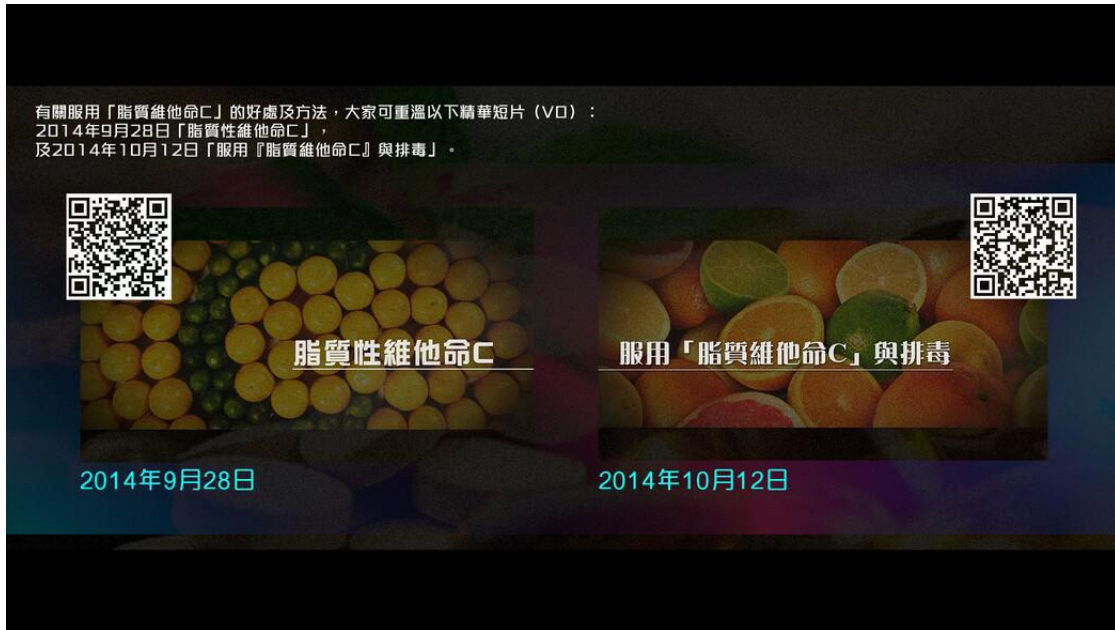 有關服用「脂質維他命C」的好處及方法，大家可重溫以下精華短片（VO）：
2014年9月28日「脂質性維他命C」，
及2014年10月12日「服用『脂質維他命C』與排毒」。
脂質性維他命C
服用「脂質維他命C」與排毒
2014年9月28日
2014年10月12日